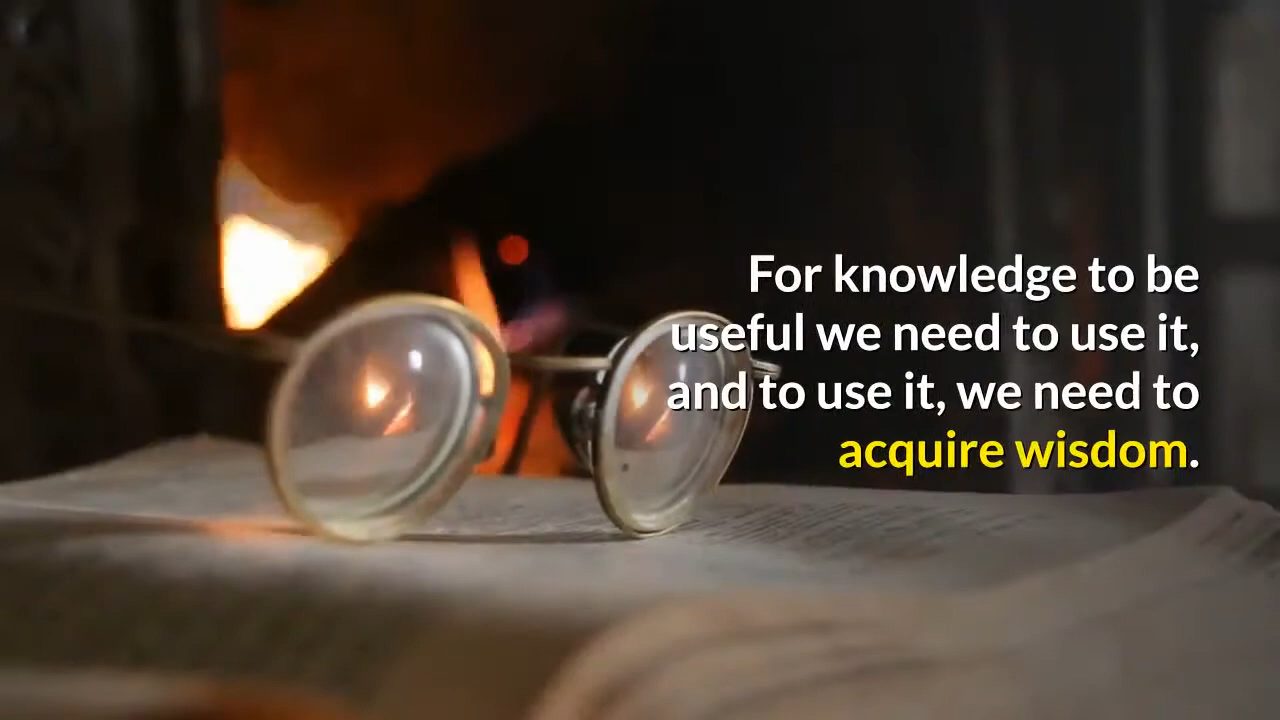 For knowledge to be
useful we need to use it,
and to use it, we need to
acquire wisdom.